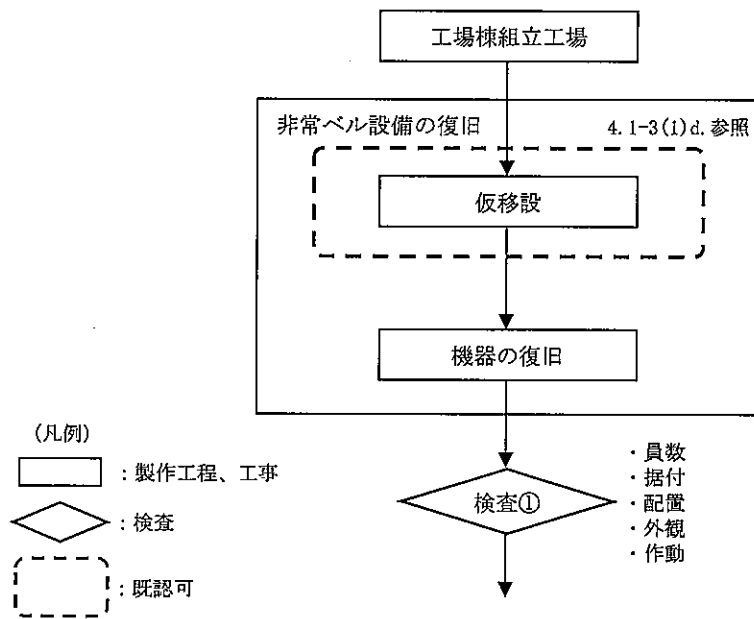 工場棟組立工場
非常ベル設備の復旧
4.1-3(1)d.参照
仮移設
機器の復旧
検査①
・員数
・据付
・配置
・外観
・作動
(凡例)
：製作工程、工事
：検査
：既認可